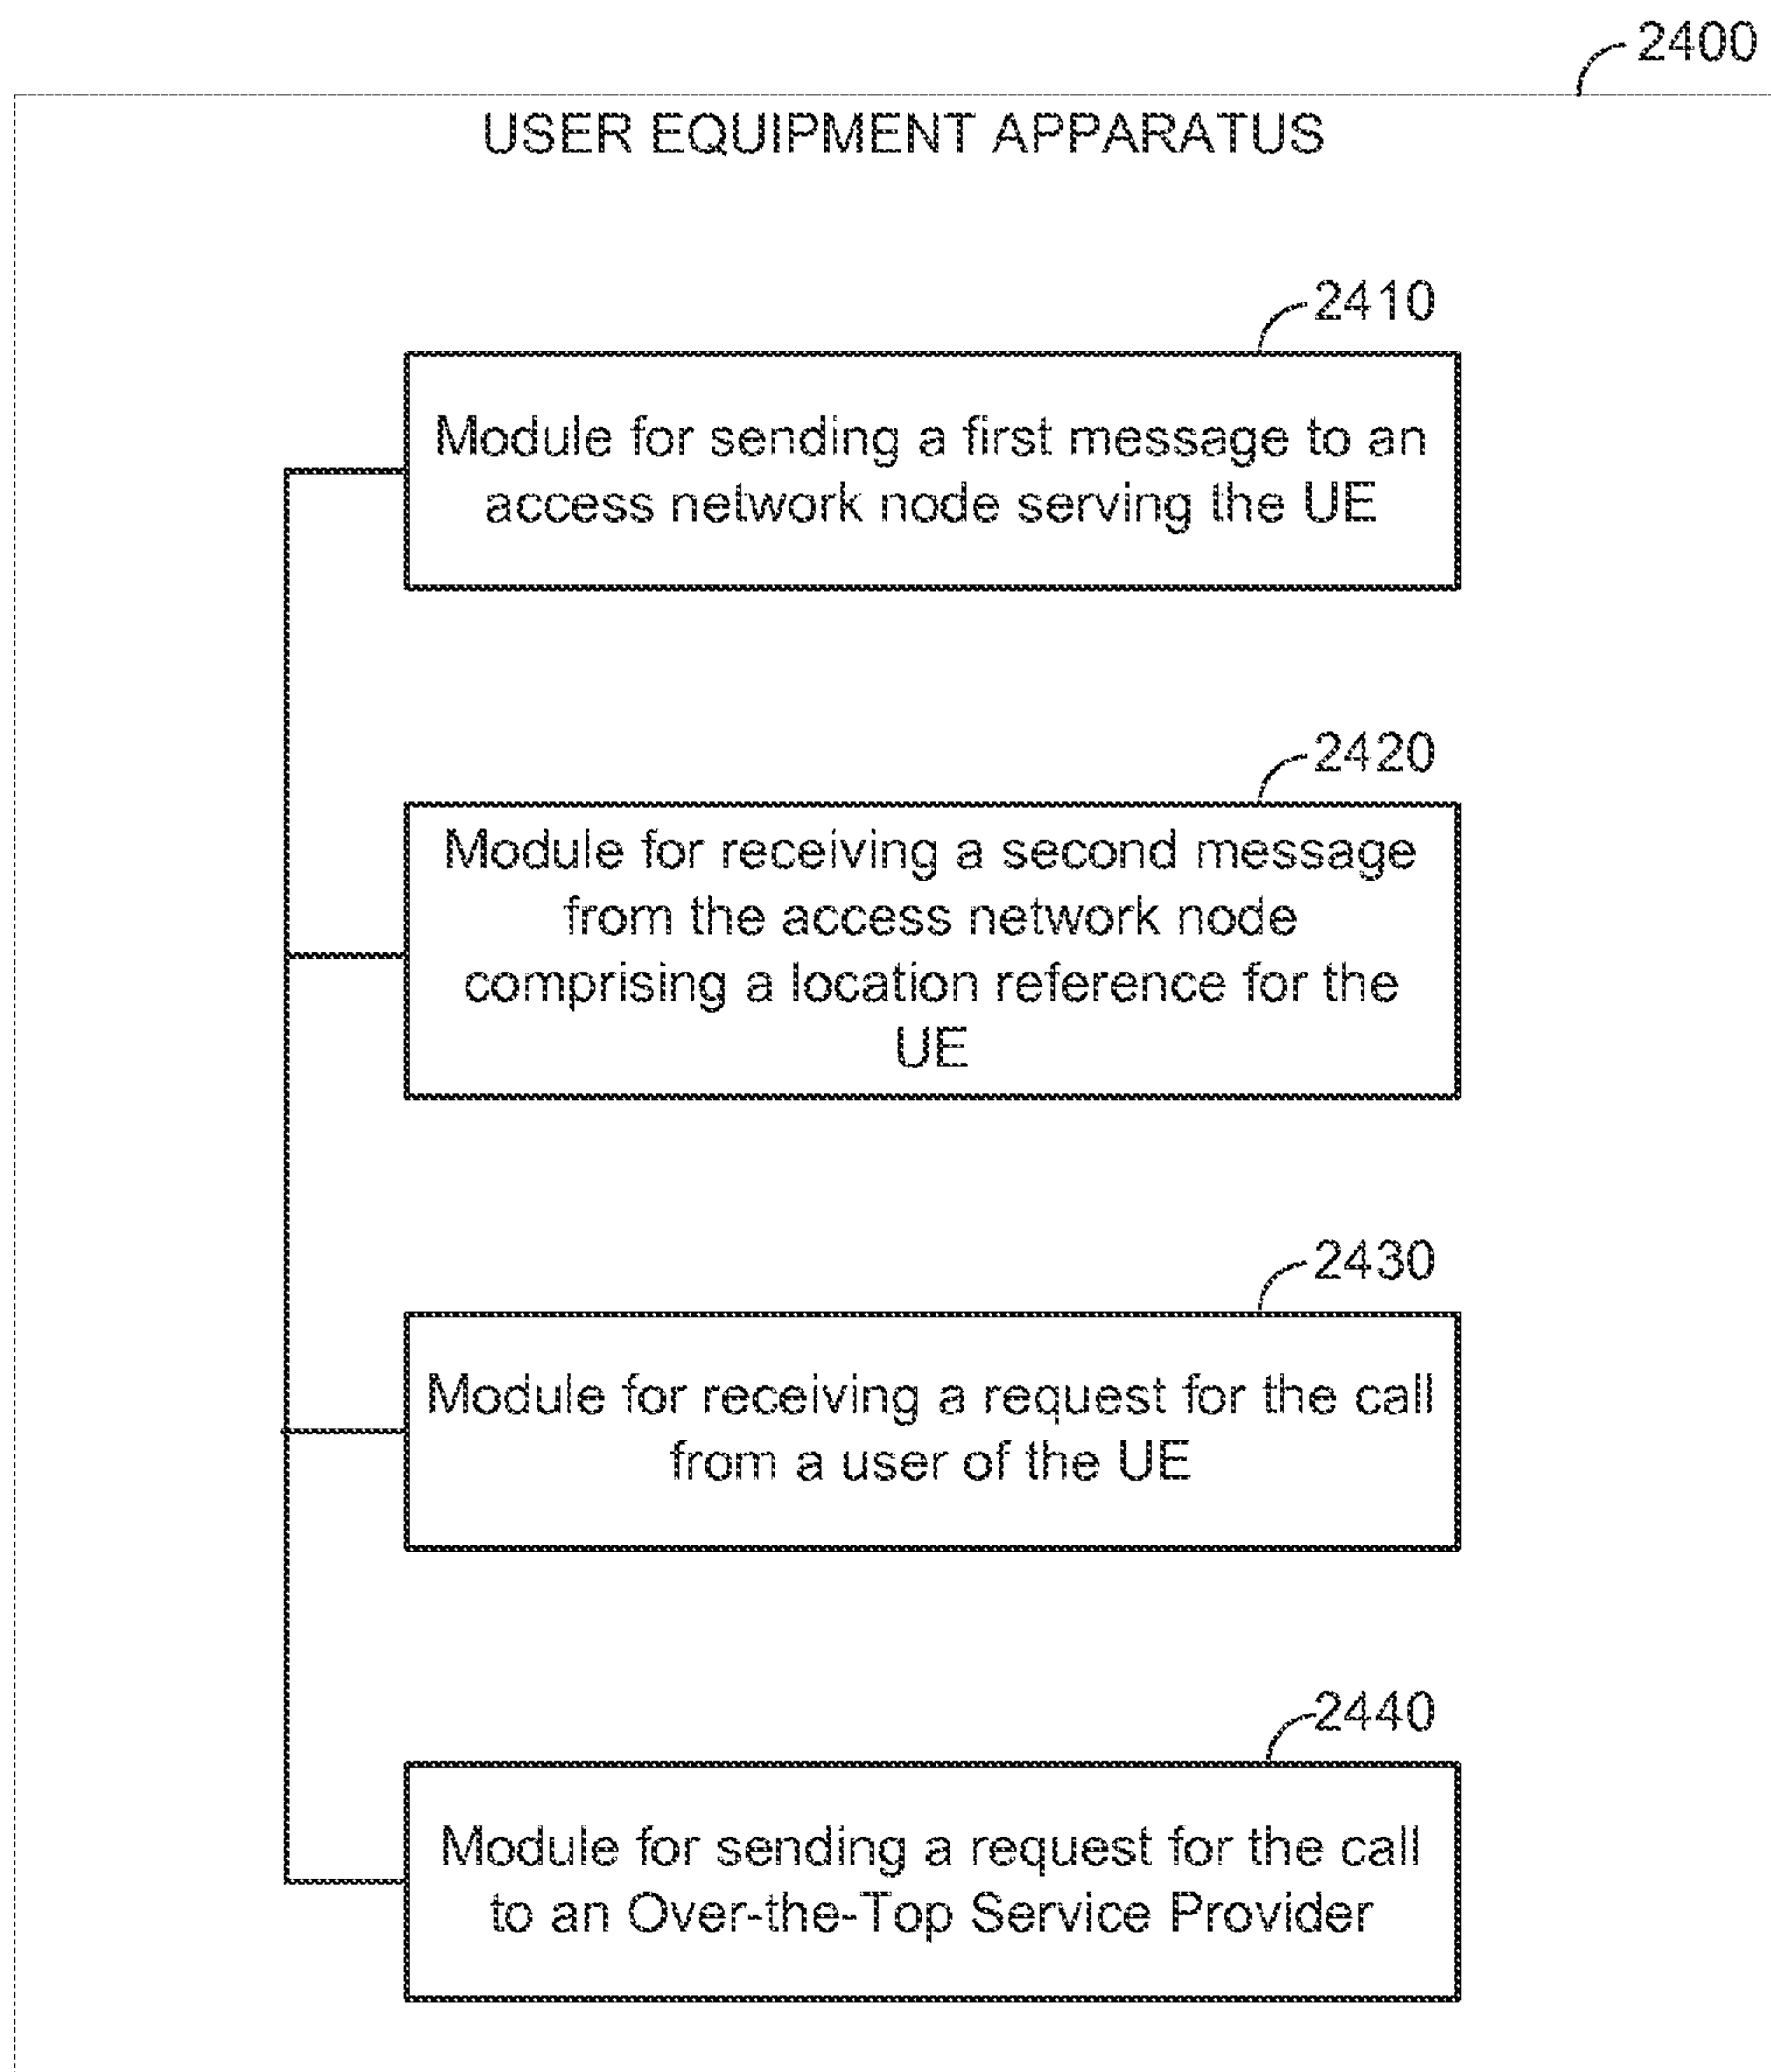 2400
USER EQUIPMENT APPARATUS
2410
Module for sending a first message to an
access network node serving the UE
2420
Module for receiving a second message
from the access network node
comprising a location reference for the
UE
2430
Module for receiving a request for the call
from a user of the UE
2440
Module for sending a request for the call
to an Over-the-Top Service Provider